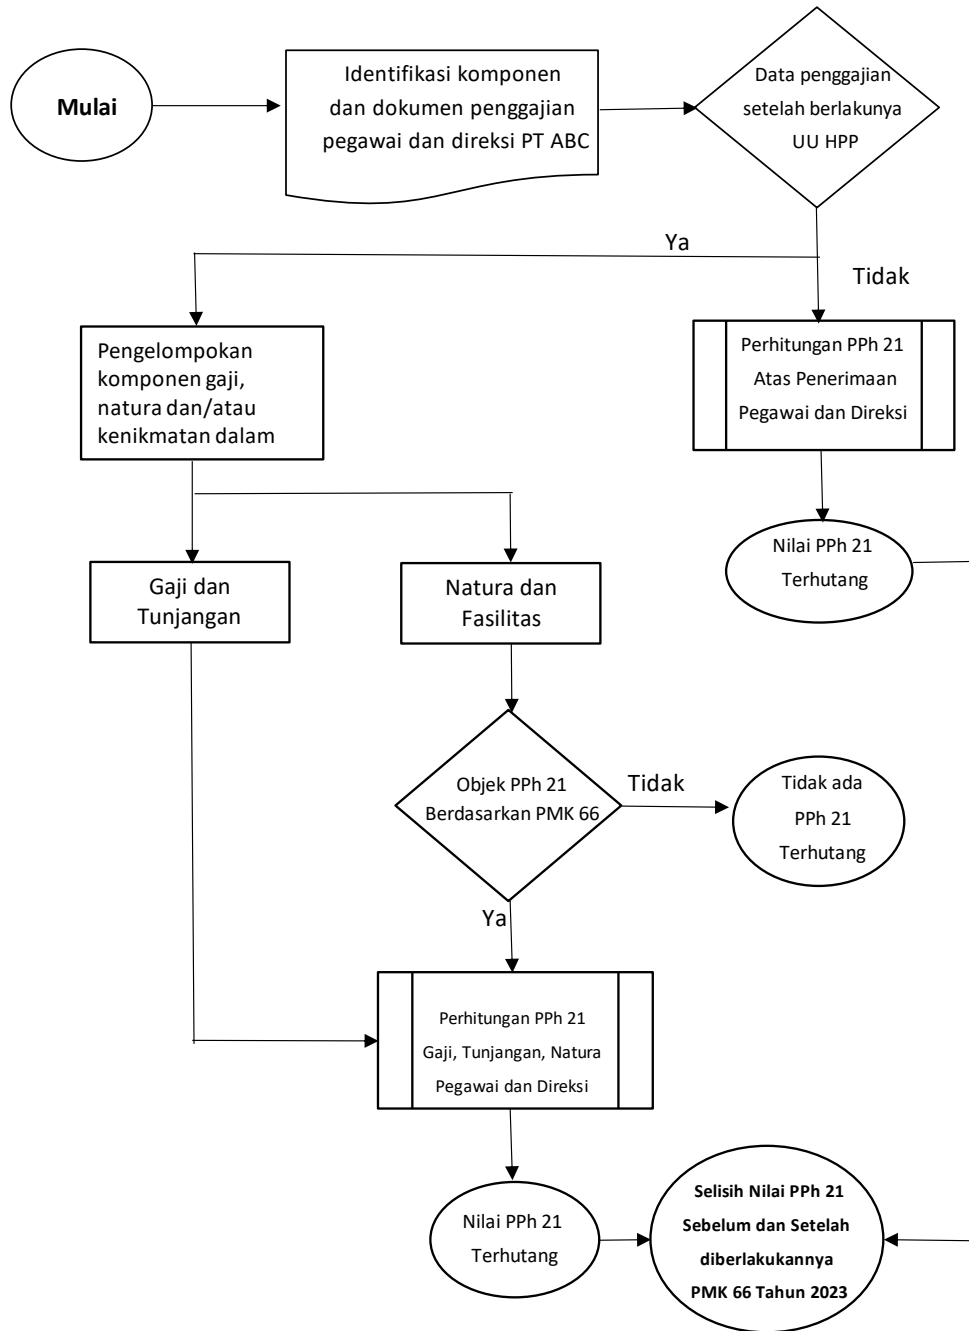 Mulai
Identifikasi komponen
dan dokumen penggajian
pegawai dan direksi PT ABC
Data penggajian
setelah berlakunya
UU HPP
Ya
Tidak
Pengelompokan
komponen gaji,
natura dan/atau
kenikmatan dalam
Perhitungan PPh 21
Atas Penerimaan
Pegawai dan Direksi
Gaji dan
Tunjangan
Natura dan
Fasilitas
Nilai PPh 21
Terhutang
Objek PPh 21
Berdasarkan PMK 66
Tidak
Tidak ada
PPh 21
Terhutang
Ya
Perhitungan PPh 21
Gaji, Tunjangan, Natura
Pegawai dan Direksi
Nilai PPh 21
Terhutang
Selisih Nilai PPh 21
Sebelum dan Setelah
diberlakukannya
PMK 66 Tahun 2023